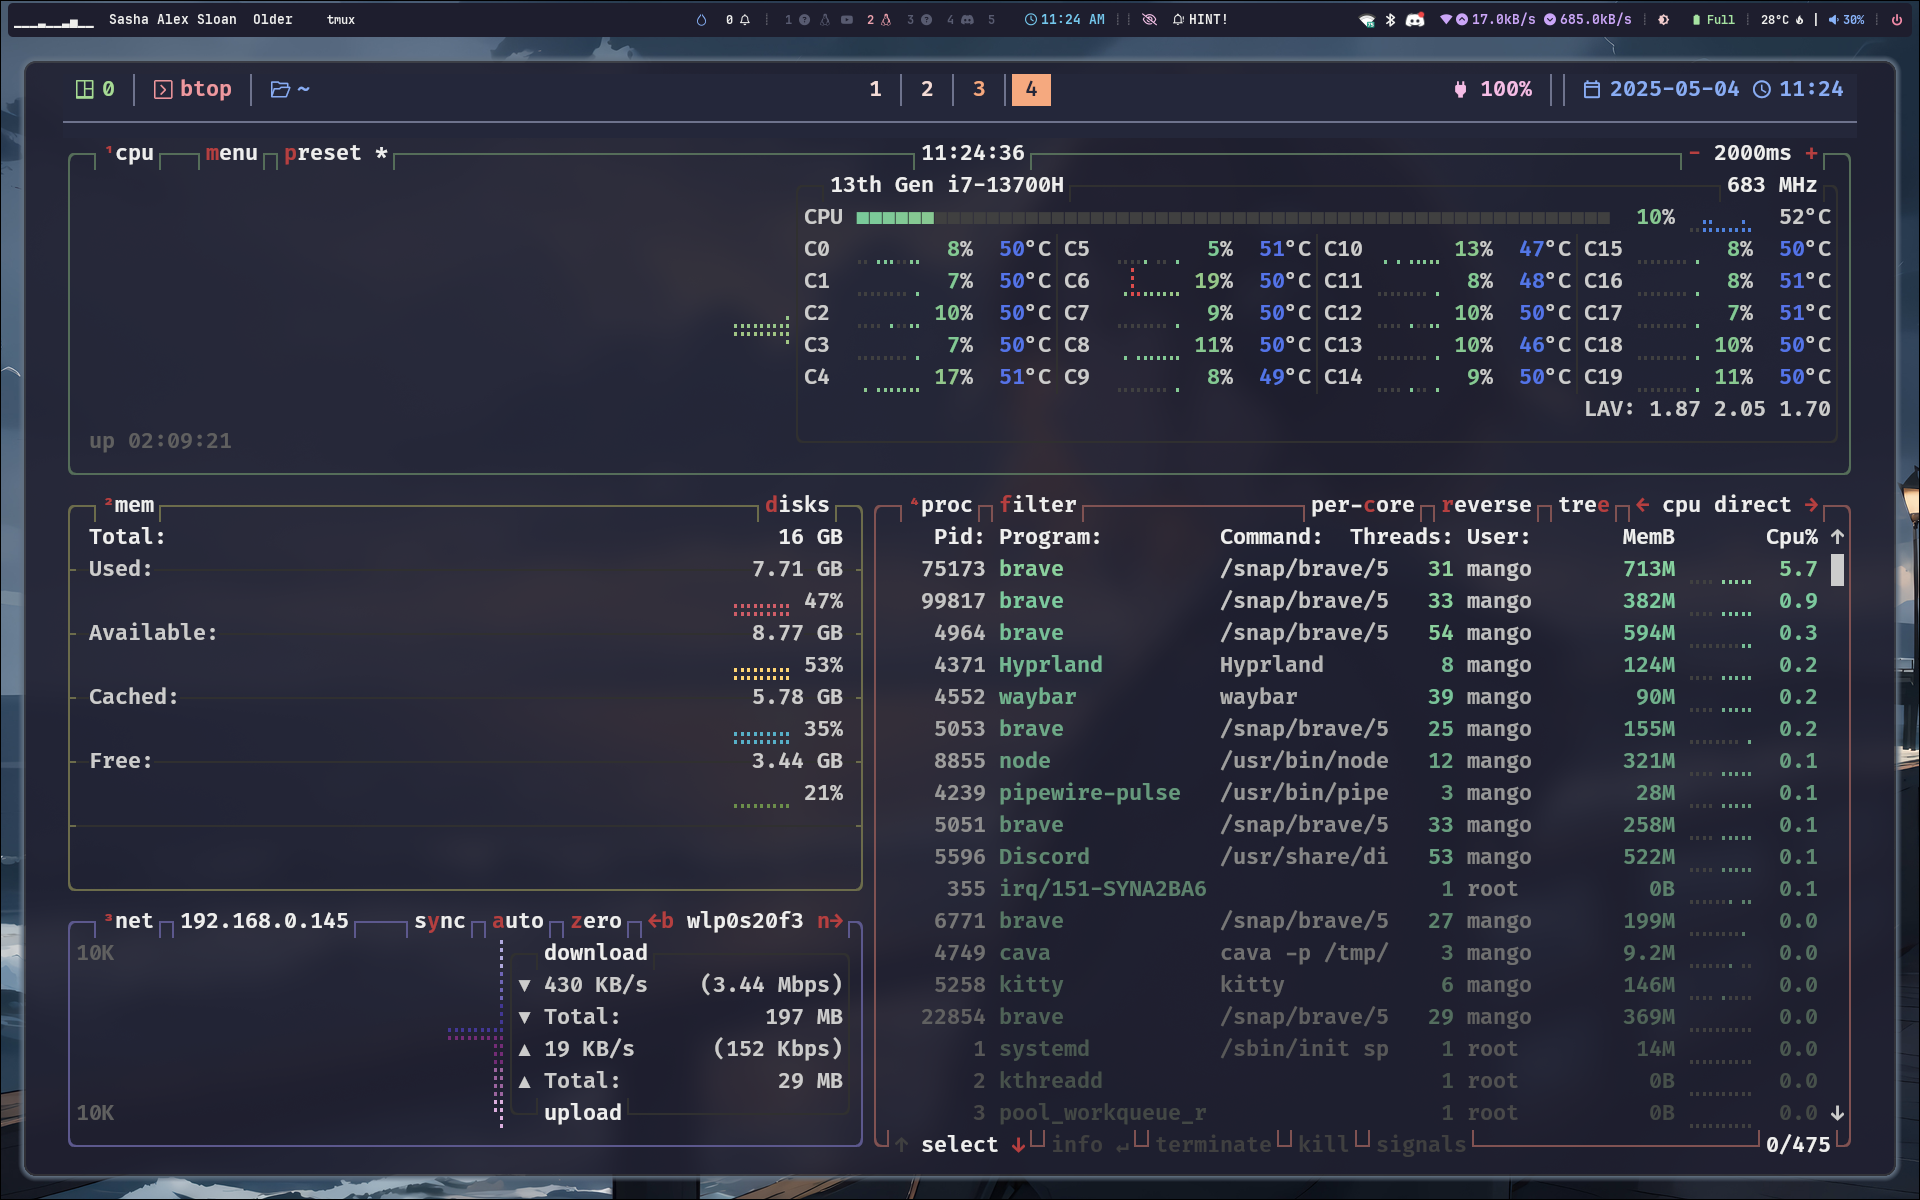 Sasha Alex Sloan Older tmux 0 1 2 3 4 5 11:24 AM HINT! 17.0kB/s 685.0kB/s Full 28°C 30%
0 btop ~ 1 2 3 4 100% 2025-05-04 11:24
¹cpu menu preset * 11:24:36 - 2000ms +
13th Gen i7-13700H 683 MHz
CPU 10% 52°C
C0 8% 50°C C5 5% 51°C C10 13% 47°C C15 8% 50°C
C1 7% 50°C C6 19% 50°C C11 8% 48°C C16 8% 51°C
C2 10% 50°C C7 9% 50°C C12 10% 50°C C17 7% 51°C
C3 7% 50°C C8 11% 50°C C13 10% 46°C C18 10% 50°C
C4 17% 51°C C9 8% 49°C C14 9% 50°C C19 11% 50°C
LAV: 1.87 2.05 1.70
up 02:09:21
²mem disks
Total: 16 GB
Used: 7.71 GB
47%
Available: 8.77 GB
53%
Cached: 5.78 GB
35%
Free: 3.44 GB
21%
³net 192.168.0.145 sync auto zero ←b wlp0s20f3 n→
10K
download
▼ 430 KB/s (3.44 Mbps)
▼ Total: 197 MB
▲ 19 KB/s (152 Kbps)
▲ Total: 29 MB
10K
upload
⁴proc filter per-core reverse tree ← cpu direct →
Pid: Program: Command: Threads: User: MemB Cpu% ↑
75173 brave /snap/brave/5 31 mango 713M 5.7
99817 brave /snap/brave/5 33 mango 382M 0.9
4964 brave /snap/brave/5 54 mango 594M 0.3
4371 Hyprland Hyprland 8 mango 124M 0.2
4552 waybar waybar 39 mango 90M 0.2
5053 brave /snap/brave/5 25 mango 155M 0.2
8855 node /usr/bin/node 12 mango 321M 0.1
4239 pipewire-pulse /usr/bin/pipe 3 mango 28M 0.1
5051 brave /snap/brave/5 33 mango 258M 0.1
5596 Discord /usr/share/di 53 mango 522M 0.1
355 irq/151-SYNA2BA6 1 root 0B 0.1
6771 brave /snap/brave/5 27 mango 199M 0.0
4749 cava cava -p /tmp/ 3 mango 9.2M 0.0
5258 kitty kitty 6 mango 146M 0.0
22854 brave /snap/brave/5 29 mango 369M 0.0
1 systemd /sbin/init sp 1 root 14M 0.0
2 kthreadd 1 root 0B 0.0
3 pool_workqueue_r 1 root 0B 0.0 ↓
↑ select ↓ info ↵ terminate kill signals 0/475